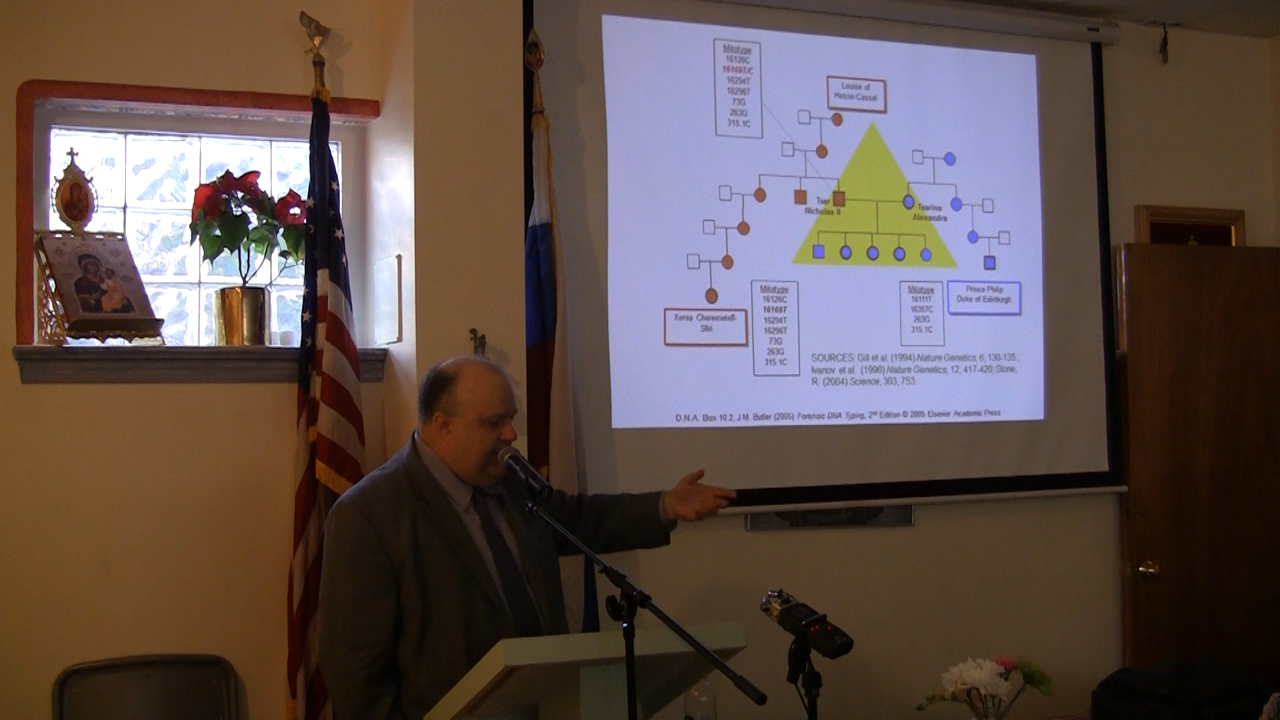 Mitotype
16126C
16169T/C
16294T
16296T
73G
263G
315.1C
Louise of
Hesse-Cassel
Tsar
Nicholas II
Tsarina
Alexandra
Xenia Cheremeteff-
Sfiri
Mitotype
16126C
16169T
16294T
16296T
73G
263G
315.1C
Mitotype
16111T
16357C
263G
315.1C
Prince Philip
Duke of Edinburgh
SOURCES: Gill et al. (1994) Nature Genetics, 6, 130-135.;
Ivanov et al. (1996) Nature Genetics, 12, 417-420; Stone,
R. (2004) Science, 303, 753.
D.N.A. Box 10.2, J.M. Butler (2005) Forensic DNA Typing, 2nd Edition © 2005 Elsevier Academic Press